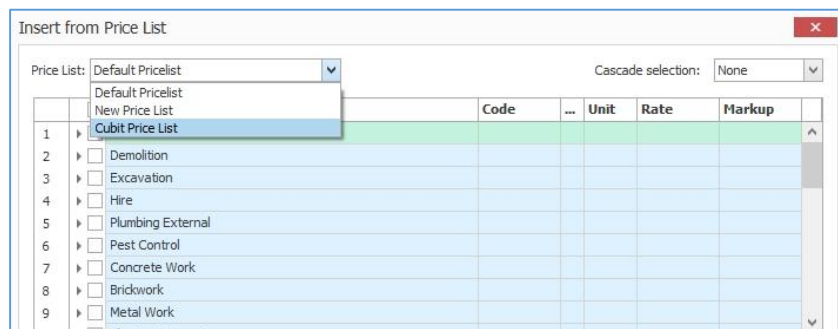 Insert from Price List x
Price List: Default Pricelist Cascade selection: None
Default Pricelist
New Price List
Cubit Price List
Code ... Unit Rate Markup
1
2 Demolition
3 Excavation
4 Hire
5 Plumbing External
6 Pest Control
7 Concrete Work
8 Brickwork
9 Metal Work